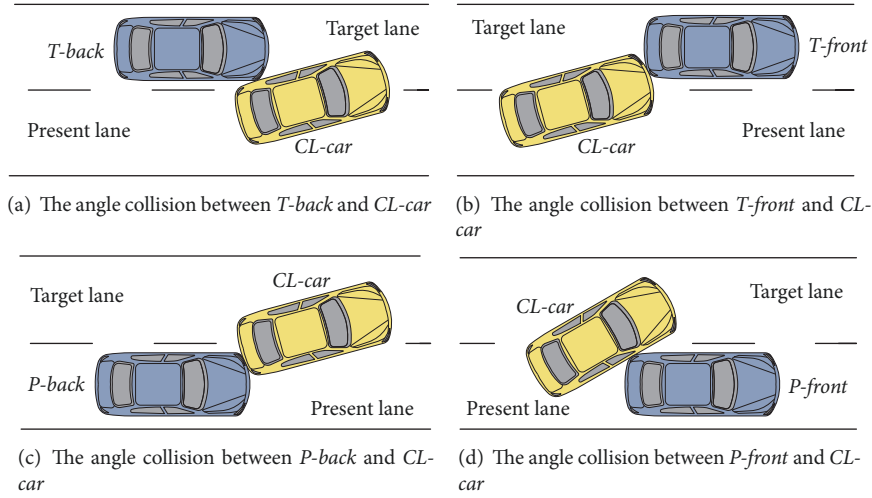 T-back
Target lane
Present lane
CL-car
(a) The angle collision between T-back and CL-car
Target lane
T-front
CL-car
Present lane
(b) The angle collision between T-front and CL-
car
Target lane
CL-car
P-back
Present lane
(c) The angle collision between P-back and CL-
car
CL-car
Target lane
Present lane
P-front
(d) The angle collision between P-front and CL-
car